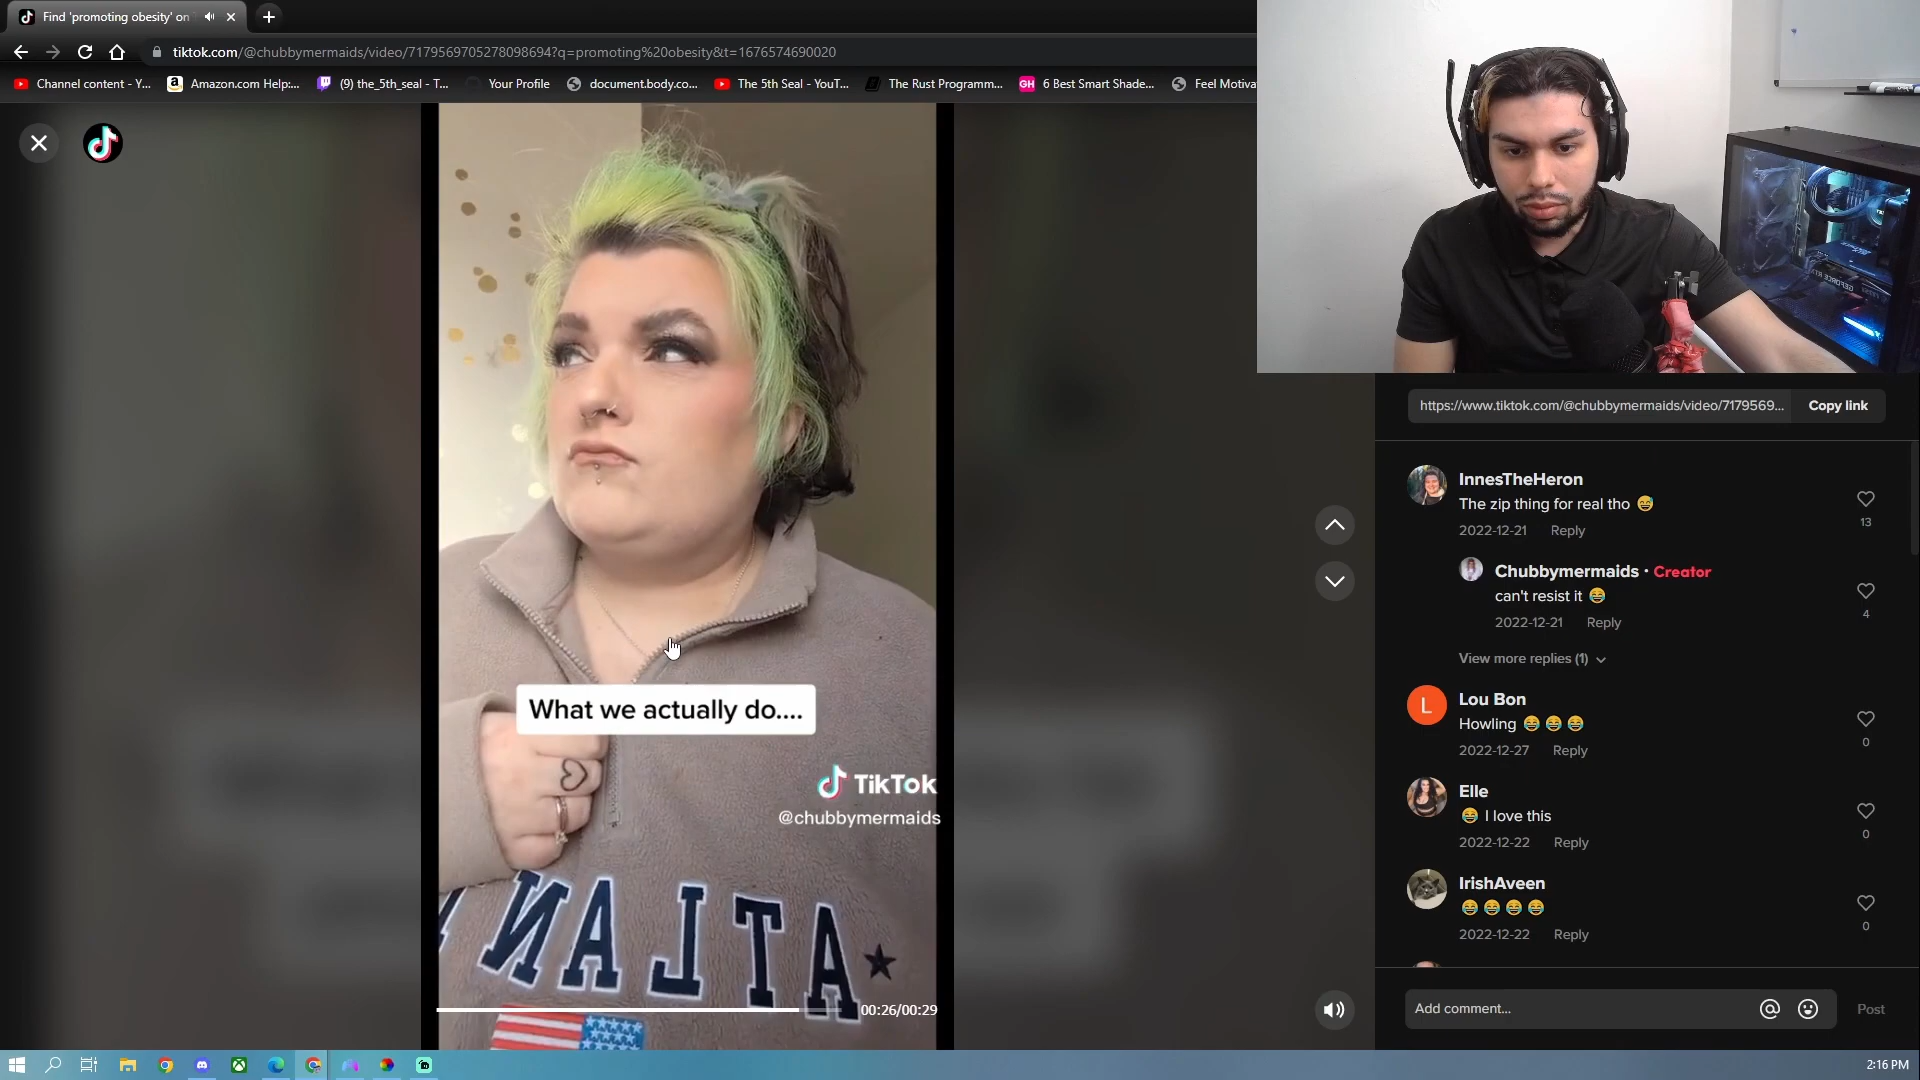 Find 'promoting obesity' on
tiktok.com/@chubbymermaids/video/7179569705278098694?q=promoting%20obesity&t=1676574690020
Channel content - Y...
Amazon.com Help:...
(9) the_5th_seal - T...
Your Profile
document.body.co...
The 5th Seal - YouT...
The Rust Programm...
GH
6 Best Smart Shade...
Feel Motiva
GEFORCE RTX
What we actually do....
TikTok
@chubbymermaids
ATLAN
00:26/00:29
https://www.tiktok.com/@chubbymermaids/video/7179569...
Copy link
InnesTheHeron
The zip thing for real tho 😅
13
2022-12-21 Reply
Chubbymermaids · Creator
can't resist it 😂
4
2022-12-21 Reply
View more replies (1)
L
Lou Bon
Howling 😂 😂 😂
0
2022-12-27 Reply
Elle
😂 I love this
0
2022-12-22 Reply
IrishAveen
😂 😂 😂 😂
0
2022-12-22 Reply
Add comment...
Post
2:16 PM